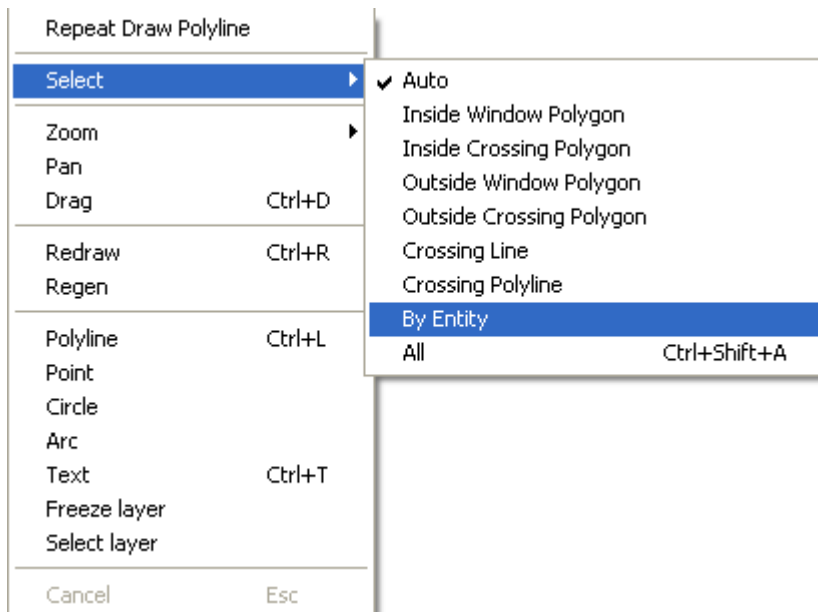 Repeat Draw Polyline
Select
Zoom
Pan
Drag Ctrl+D
Redraw Ctrl+R
Regen
Polyline Ctrl+L
Point
Circle
Arc
Text Ctrl+T
Freeze layer
Select layer
Cancel Esc
Auto
Inside Window Polygon
Inside Crossing Polygon
Outside Window Polygon
Outside Crossing Polygon
Crossing Line
Crossing Polyline
By Entity
All Ctrl+Shift+A